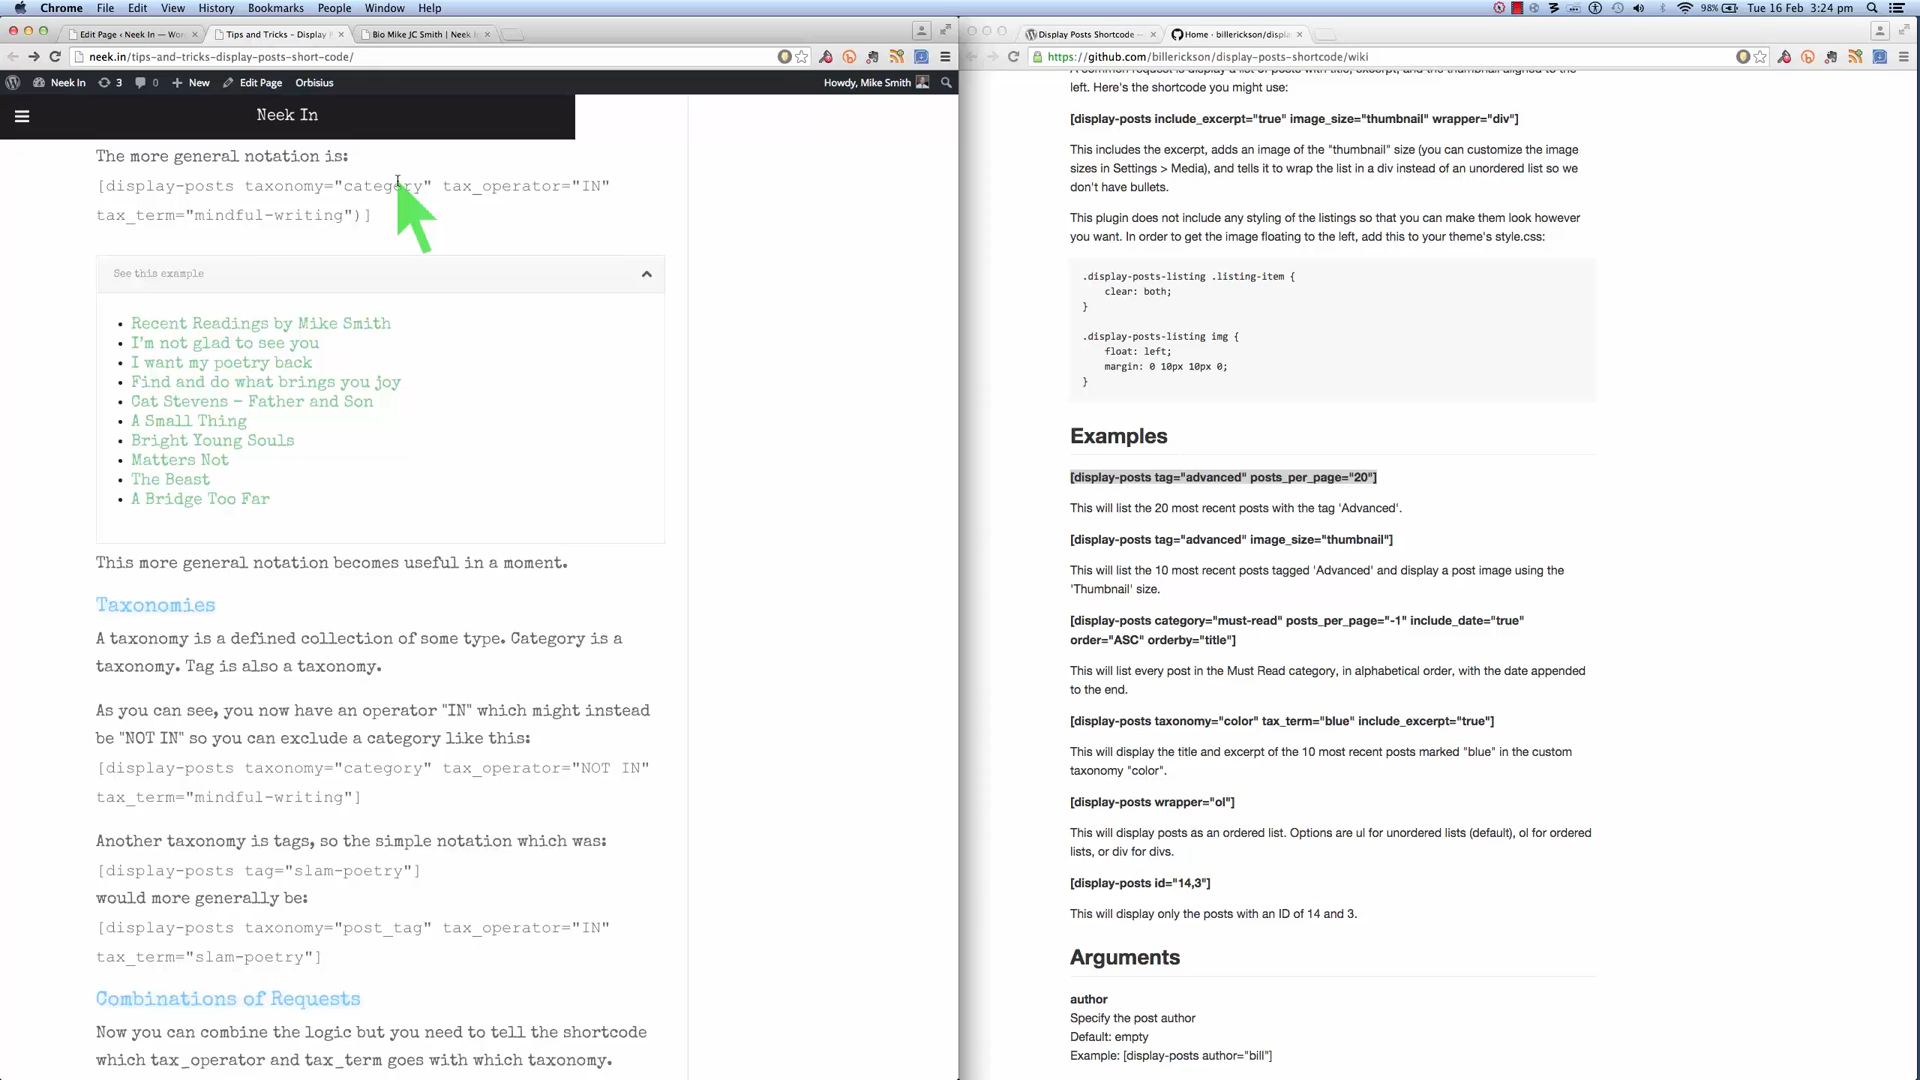 Chrome File Edit View History Bookmarks People Window Help
98% Tue 16 Feb 3:24 pm
Edit Page ‹ Neek In — Wor
Tips and Tricks - Display P
Bio Mike JC Smith | Neek I
neek.in/tips-and-tricks-display-posts-short-code/
Neek In 3 0 + New Edit Page Orbisius
Howdy, Mike Smith
Neek In
The more general notation is:
[display-posts taxonomy="category" tax_operator="IN"
tax_term="mindful-writing")]
See this example
• Recent Readings by Mike Smith
• I'm not glad to see you
• I want my poetry back
• Find and do what brings you joy
• Cat Stevens – Father and Son
• A Small Thing
• Bright Young Souls
• Matters Not
• The Beast
• A Bridge Too Far
This more general notation becomes useful in a moment.
Taxonomies
A taxonomy is a defined collection of some type. Category is a
taxonomy. Tag is also a taxonomy.
As you can see, you now have an operator "IN" which might instead
be "NOT IN" so you can exclude a category like this:
[display-posts taxonomy="category" tax_operator="NOT IN"
tax_term="mindful-writing"]
Another taxonomy is tags, so the simple notation which was:
[display-posts tag="slam-poetry"]
would more generally be:
[display-posts taxonomy="post_tag" tax_operator="IN"
tax_term="slam-poetry"]
Combinations of Requests
Now you can combine the logic but you need to tell the shortcode
which tax_operator and tax_term goes with which taxonomy.
Display Posts Shortcode —
Home · billerickson/displa
https://github.com/billerickson/display-posts-shortcode/wiki
A common request is display a list of posts with title, excerpt, and the thumbnail aligned to the
left. Here's the shortcode you might use:
[display-posts include_excerpt="true" image_size="thumbnail" wrapper="div"]
This includes the excerpt, adds an image of the "thumbnail" size (you can customize the image
sizes in Settings > Media), and tells it to wrap the list in a div instead of an unordered list so we
don't have bullets.
This plugin does not include any styling of the listings so that you can make them look however
you want. In order to get the image floating to the left, add this to your theme's style.css:
.display-posts-listing .listing-item {
clear: both;
}
.display-posts-listing img {
float: left;
margin: 0 10px 10px 0;
}
Examples
[display-posts tag="advanced" posts_per_page="20"]
This will list the 20 most recent posts with the tag 'Advanced'.
[display-posts tag="advanced" image_size="thumbnail"]
This will list the 10 most recent posts tagged 'Advanced' and display a post image using the
'Thumbnail' size.
[display-posts category="must-read" posts_per_page="-1" include_date="true"
order="ASC" orderby="title"]
This will list every post in the Must Read category, in alphabetical order, with the date appended
to the end.
[display-posts taxonomy="color" tax_term="blue" include_excerpt="true"]
This will display the title and excerpt of the 10 most recent posts marked "blue" in the custom
taxonomy "color".
[display-posts wrapper="ol"]
This will display posts as an ordered list. Options are ul for unordered lists (default), ol for ordered
lists, or div for divs.
[display-posts id="14,3"]
This will display only the posts with an ID of 14 and 3.
Arguments
author
Specify the post author
Default: empty
Example: [display-posts author="bill"]